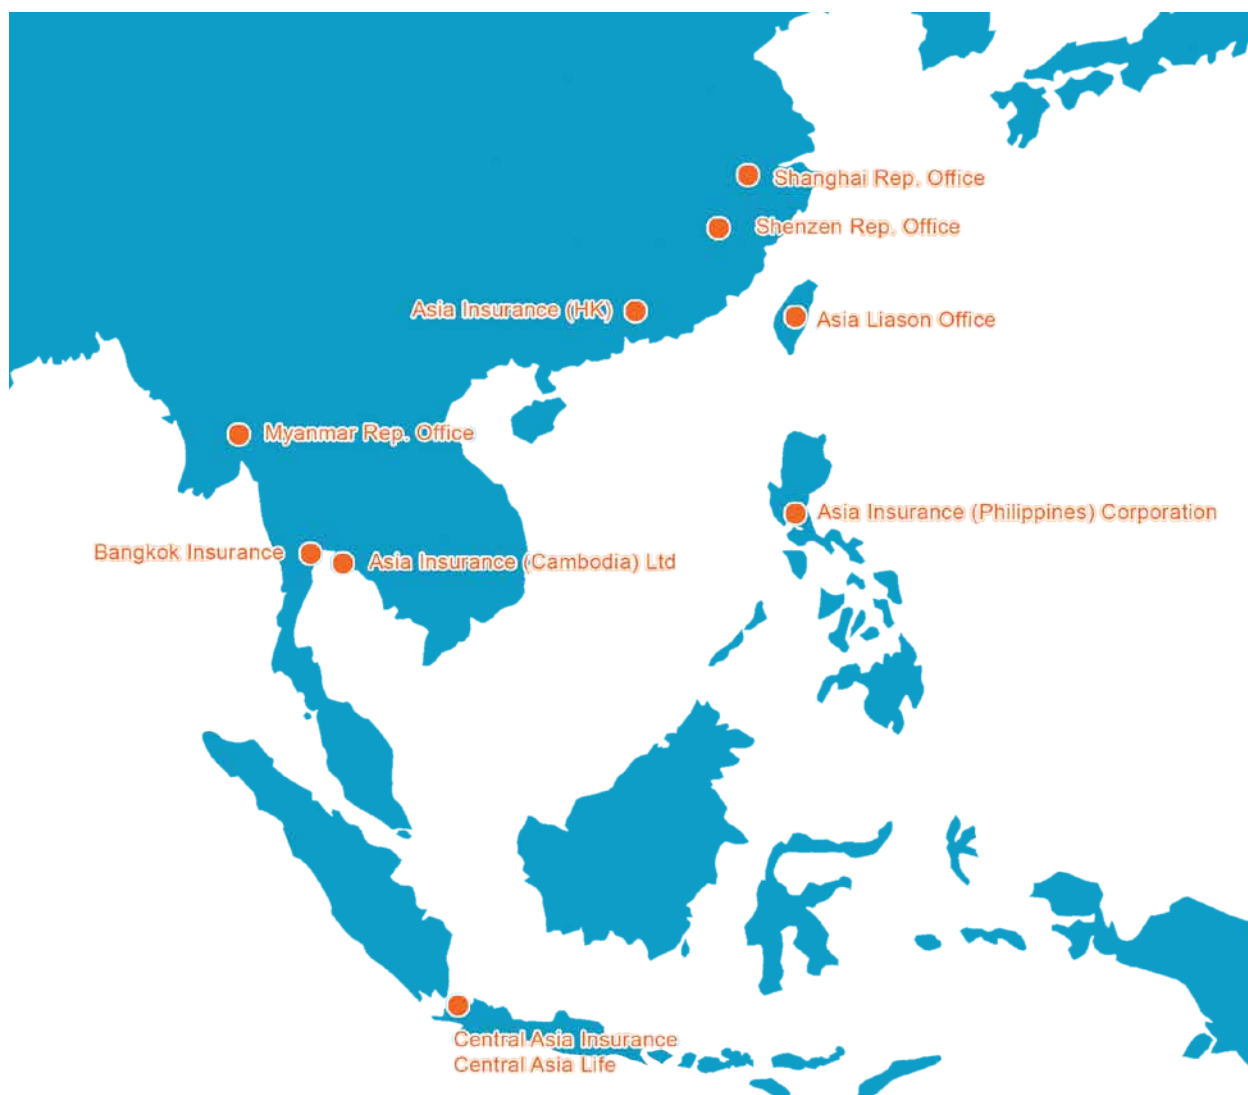 Shanghai Rep. Office
Shenzen Rep. Office
Asia Insurance (HK)
Asia Liason Office
Myanmar Rep. Office
Asia Insurance (Philippines) Corporation
Bangkok Insurance
Asia Insurance (Cambodia) Ltd
Central Asia Insurance
Central Asia Life